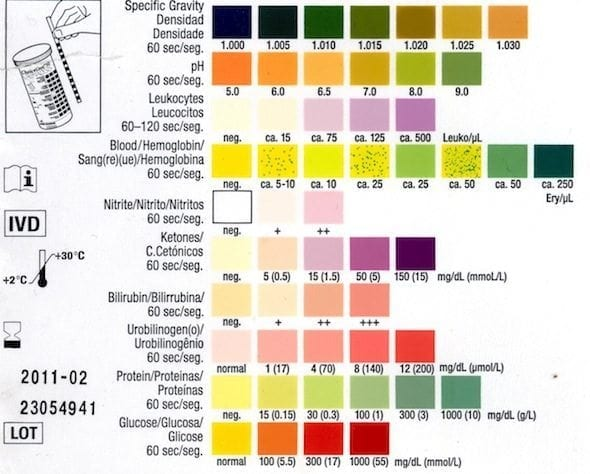 Specific Gravity
Densidad
Densidade
60 sec/seg.
1.000 1.005 1.010 1.015 1.020 1.025 1.030
pH
60 sec/seg.
5.0 6.0 6.5 7.0 8.0 9.0
Leukocytes
Leucocitos
60–120 sec/seg.
neg. ca. 15 ca. 75 ca. 125 ca. 500 Leuko/µL
Blood/Hemoglobin/
Sang(re)(ue)/Hemoglobina
60 sec/seg.
neg. ca. 5-10 ca. 10 ca. 25 ca. 25 ca. 50 ca. 50 ca. 250
Ery/µL
Nitrite/Nitrito/Nitritos
60 sec/seg.
neg. + ++
IVD
Ketones/
C.Cetónicos
60 sec/seg.
neg. 5 (0.5) 15 (1.5) 50 (5) 150 (15) mg/dL (mmoL/L)
+30°C
+2°C
Bilirubin/Bilirrubina/
60 sec/seg.
neg. + ++ +++
Urobilinogen(o)/
Urobilinogênio
60 sec/seg.
normal 1 (17) 4 (70) 8 (140) 12 (200) mg/dL (µmol/L)
2011-02
Protein/Proteinas/
Proteínas
60 sec/seg.
neg. 15 (0.15) 30 (0.3) 100 (1) 300 (3) 1000 (10) mg/dL (g/L)
23054941
LOT
Glucose/Glucosa/
Glicose
60 sec/seg.
normal 100 (5.5) 300 (17) 1000 (55) mg/dL (mmol/L)